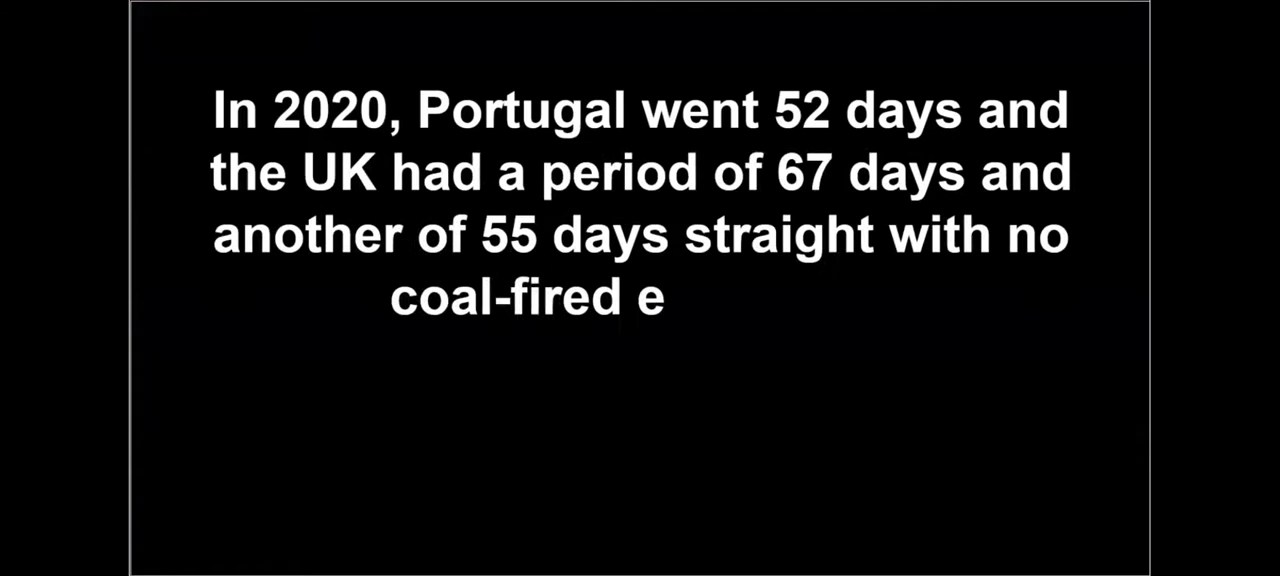 In 2020, Portugal went 52 days and
the UK had a period of 67 days and
another of 55 days straight with no
coal-fired e